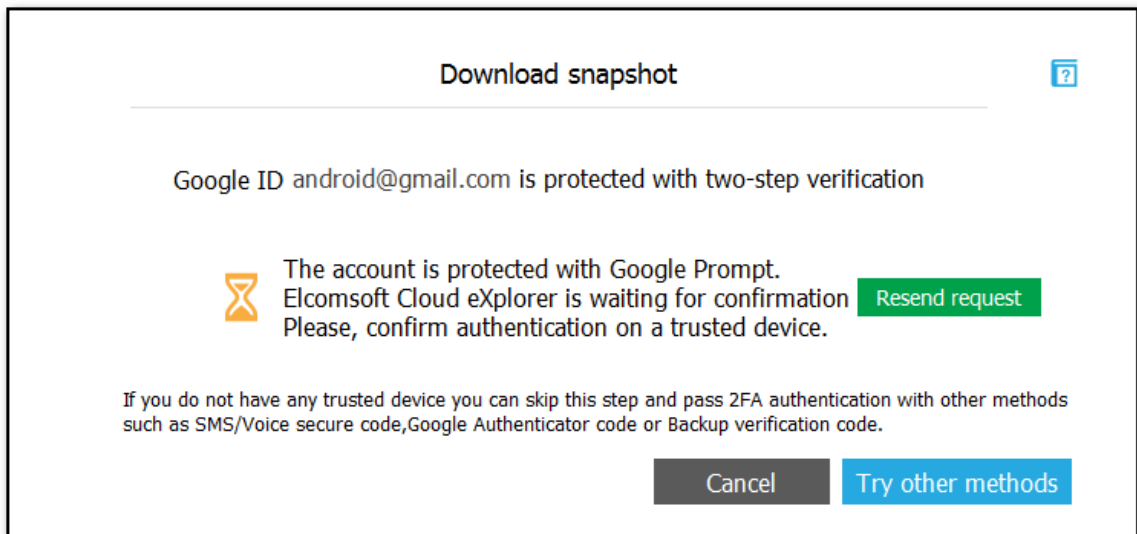 Download snapshot
?
Google ID android@gmail.com is protected with two-step verification
The account is protected with Google Prompt.
Elcomsoft Cloud eXplorer is waiting for confirmation
Please, confirm authentication on a trusted device.
Resend request
If you do not have any trusted device you can skip this step and pass 2FA authentication with other methods
such as SMS/Voice secure code,Google Authenticator code or Backup verification code.
Cancel
Try other methods